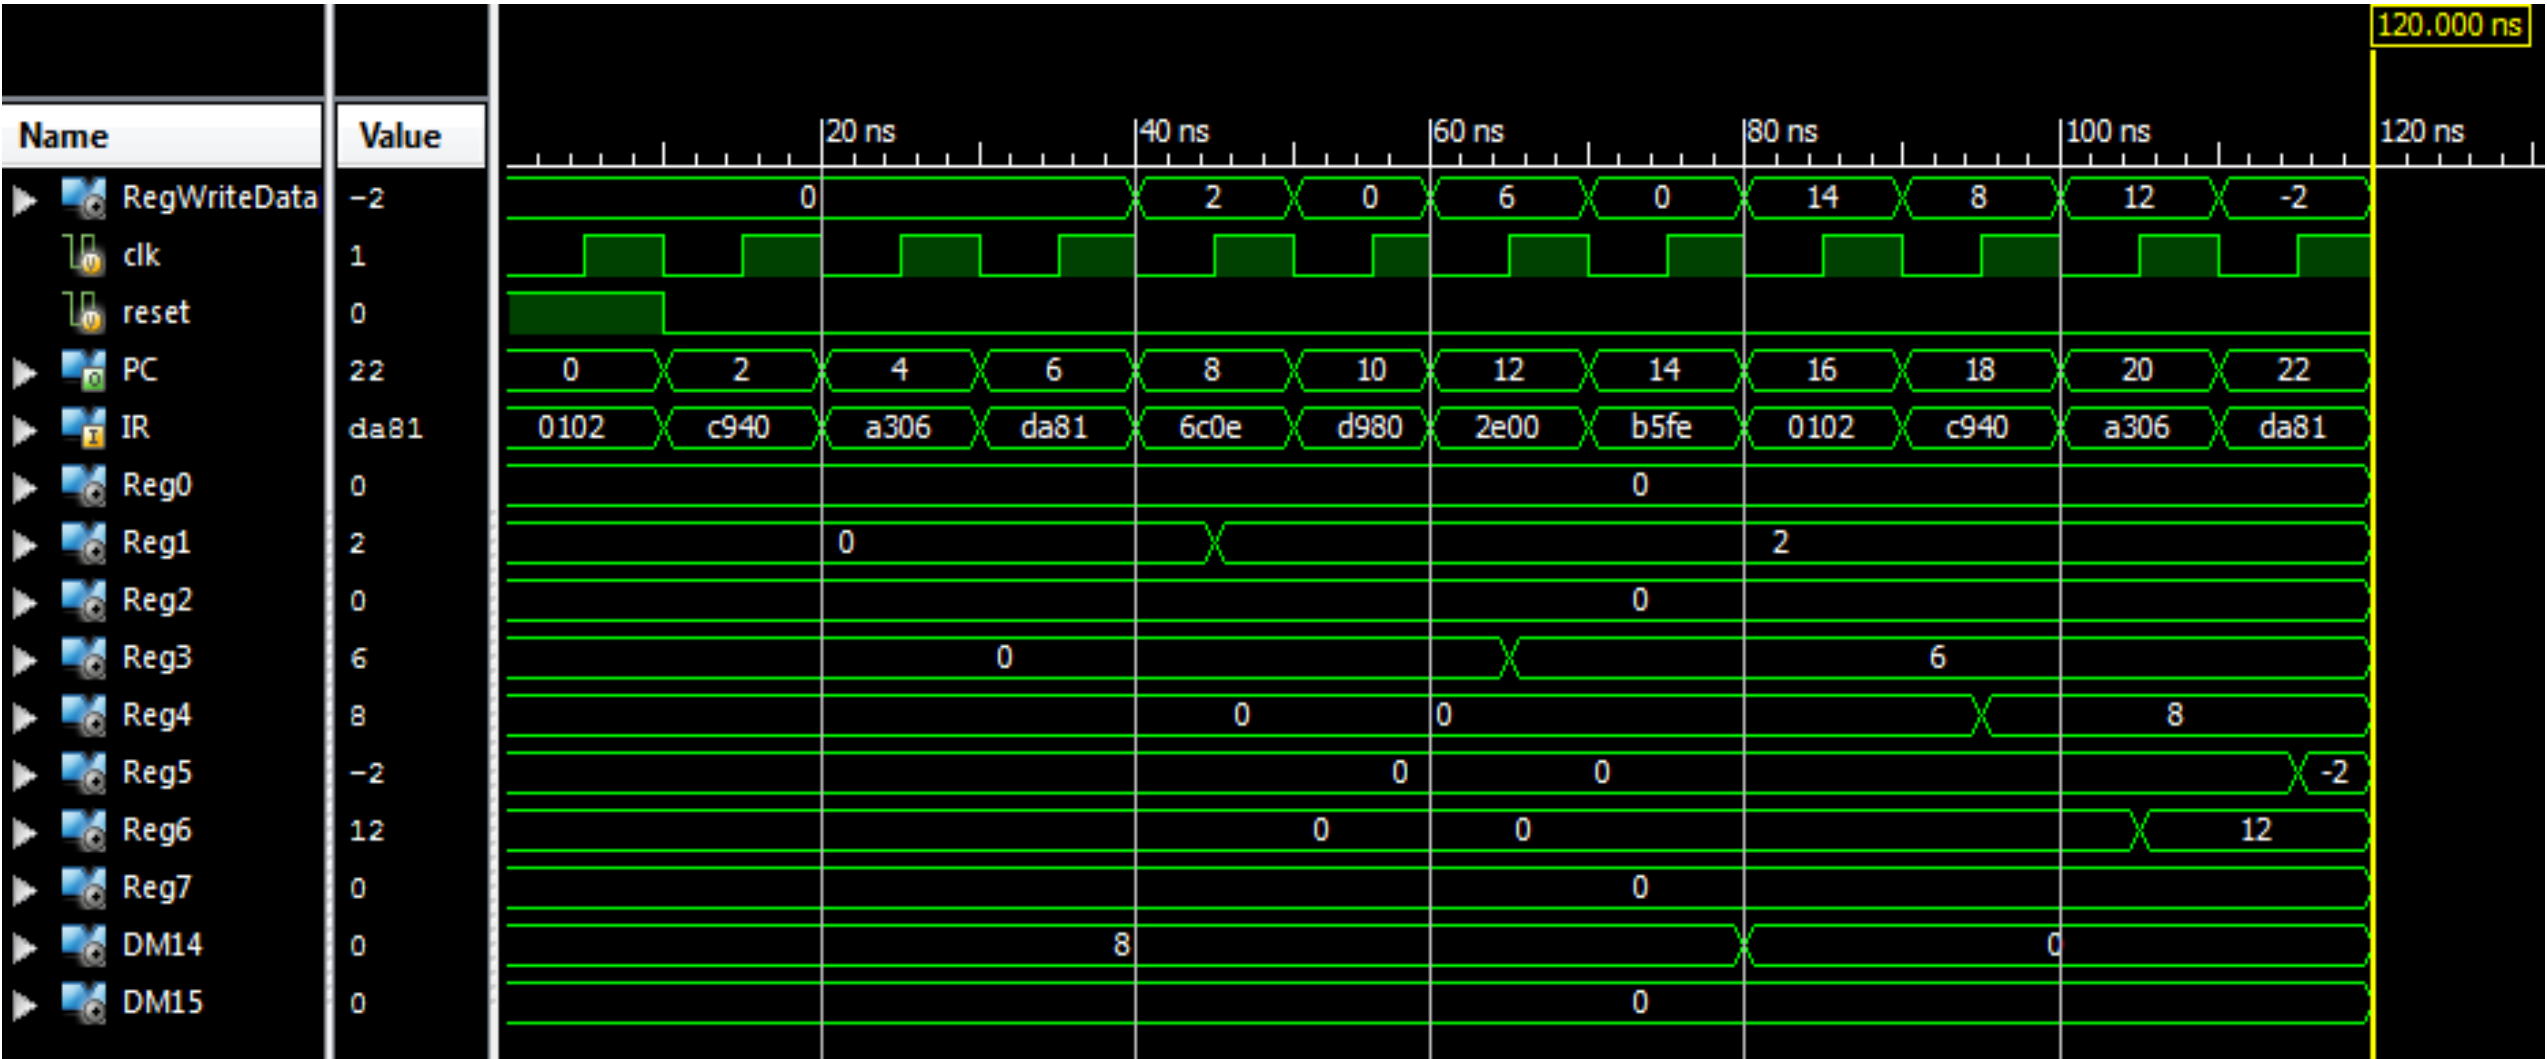 120.000 ns
Name Value 20 ns 40 ns 60 ns 80 ns 100 ns 120 ns
RegWriteData -2 0 2 0 6 0 14 8 12 -2
clk 1
reset 0
PC 22 0 2 4 6 8 10 12 14 16 18 20 22
IR da81 0102 c940 a306 da81 6c0e d980 2e00 b5fe 0102 c940 a306 da81
Reg0 0 0
Reg1 2 0 2
Reg2 0 0
Reg3 6 0 6
Reg4 8 0 0 8
Reg5 -2 0 0 -2
Reg6 12 0 0 12
Reg7 0 0
DM14 0 8 0
DM15 0 0